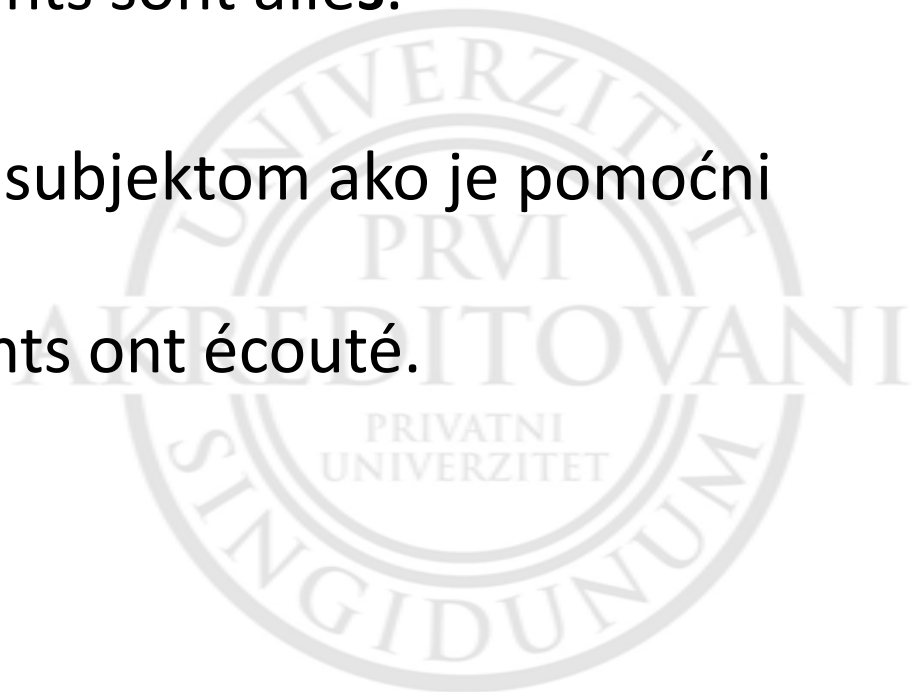 nts sont allés.
subjektom ako je pomoćni
nts ont écouté.
UNIVERZITET
PRVI
AKREDITOVANI
PRIVATNI
UNIVERZITET
SINGIDUNUM